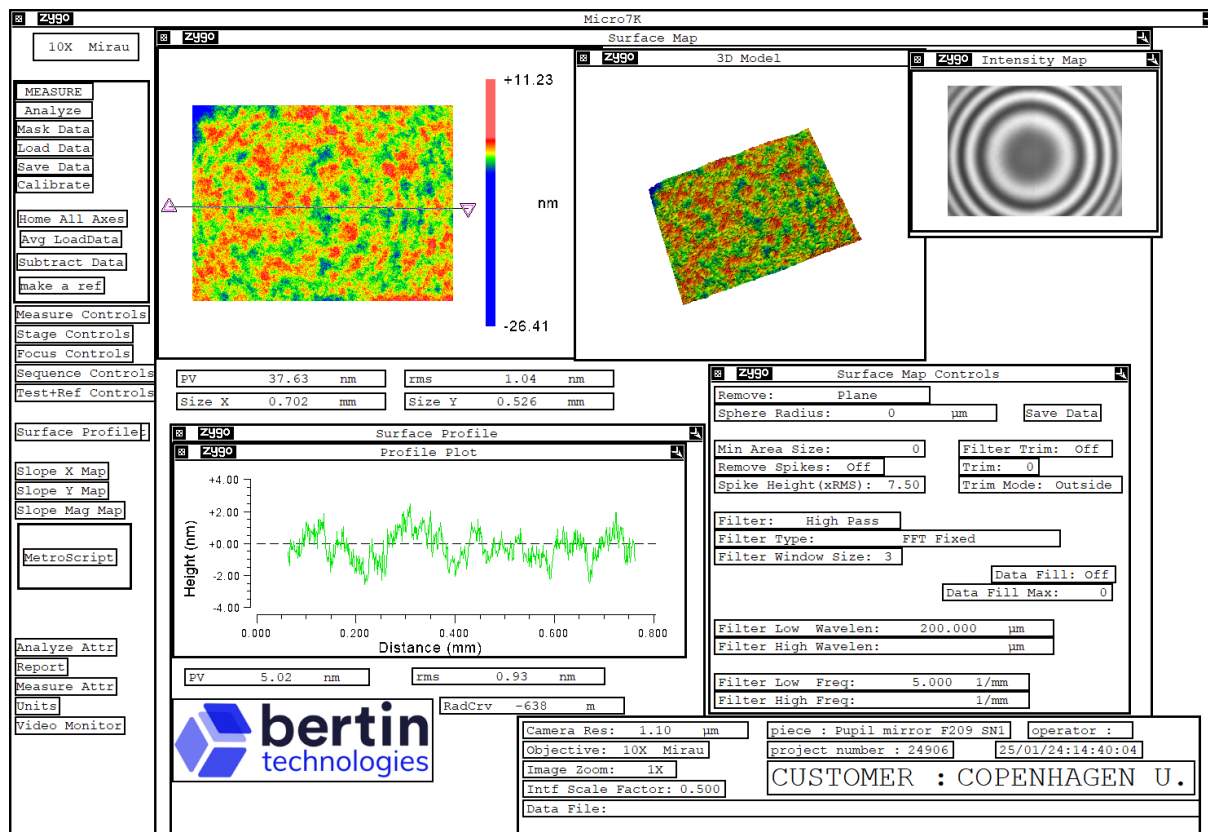 zygo Micro7K
10X Mirau
MEASURE
Analyze
Mask Data
Load Data
Save Data
Calibrate
Home All Axes
Avg LoadData
Subtract Data
make a ref
Measure Controls
Stage Controls
Focus Controls
Sequence Controls
Test+Ref Controls
Surface Profile
Slope X Map
Slope Y Map
Slope Mag Map
MetroScript
Analyze Attr
Report
Measure Attr
Units
Video Monitor
zygo Surface Map
+11.23
nm
-26.41
zygo 3D Model
zygo Intensity Map
PV 37.63 nm
rms 1.04 nm
Size X 0.702 mm
Size Y 0.526 mm
zygo Surface Profile
zygo Profile Plot
Height (nm)
+4.00
+2.00
+0.00
-2.00
-4.00
0.000 0.200 0.400 0.600 0.800
Distance (mm)
PV 5.02 nm
rms 0.93 nm
RadCrv -638 m
bertin
technologies
zygo Surface Map Controls
Remove: Plane
Sphere Radius: 0 µm
Save Data
Min Area Size: 0
Filter Trim: Off
Remove Spikes: Off
Trim: 0
Spike Height(xRMS): 7.50
Trim Mode: Outside
Filter: High Pass
Filter Type: FFT Fixed
Filter Window Size: 3
Data Fill: Off
Data Fill Max: 0
Filter Low Wavelen: 200.000 µm
Filter High Wavelen: µm
Filter Low Freq: 5.000 1/mm
Filter High Freq: 1/mm
Camera Res: 1.10 µm
Objective: 10X Mirau
Image Zoom: 1X
Intf Scale Factor: 0.500
Data File:
piece : Pupil mirror F209 SN1
operator :
project number : 24906
25/01/24:14:40:04
CUSTOMER : COPENHAGEN U.